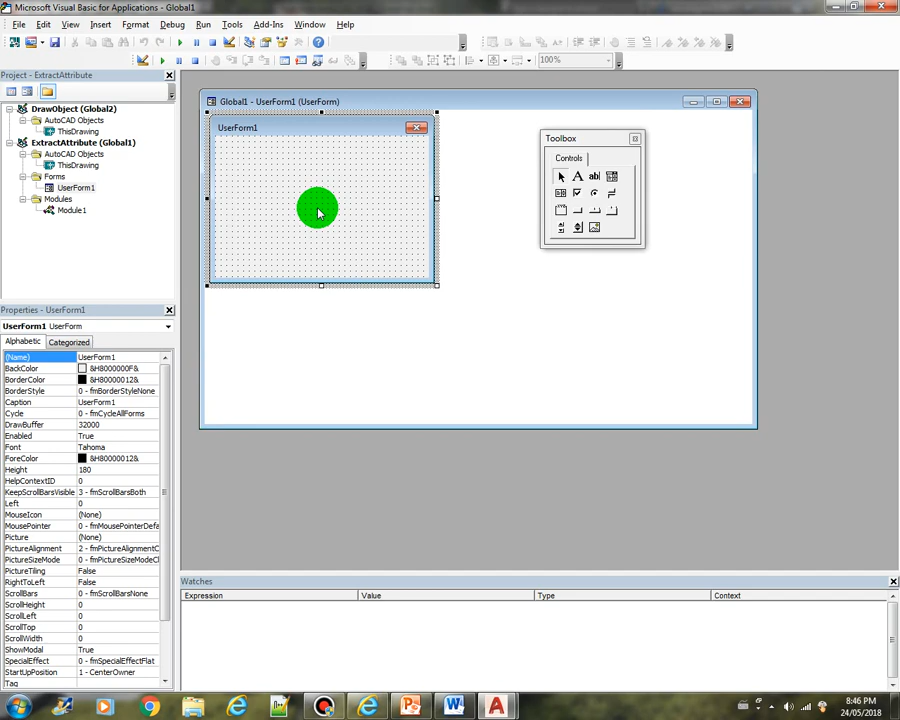 Microsoft Visual Basic for Applications - Global1
File Edit View Insert Format Debug Run Tools Add-Ins Window Help
100%
Project - ExtractAttribute
DrawObject (Global2)
AutoCAD Objects
ThisDrawing
ExtractAttribute (Global1)
AutoCAD Objects
ThisDrawing
Forms
UserForm1
Modules
Module1
Global1 - UserForm1 (UserForm)
UserForm1
Toolbox
Controls
A ab|
Properties - UserForm1
UserForm1 UserForm
Alphabetic Categorized
(Name) UserForm1
BackColor &H8000000F&
BorderColor &H80000012&
BorderStyle 0 - fmBorderStyleNone
Caption UserForm1
Cycle 0 - fmCycleAllForms
DrawBuffer 32000
Enabled True
Font Tahoma
ForeColor &H80000012&
Height 180
HelpContextID 0
KeepScrollBarsVisible 3 - fmScrollBarsBoth
Left 0
MouseIcon (None)
MousePointer 0 - fmMousePointerDefa
Picture (None)
PictureAlignment 2 - fmPictureAlignmentC
PictureSizeMode 0 - fmPictureSizeModeCl
PictureTiling False
RightToLeft False
ScrollBars 0 - fmScrollBarsNone
ScrollHeight 0
ScrollLeft 0
ScrollTop 0
ScrollWidth 0
ShowModal True
SpecialEffect 0 - fmSpecialEffectFlat
StartUpPosition 1 - CenterOwner
Tag
Watches
Expression Value Type Context
8:46 PM
24/05/2018